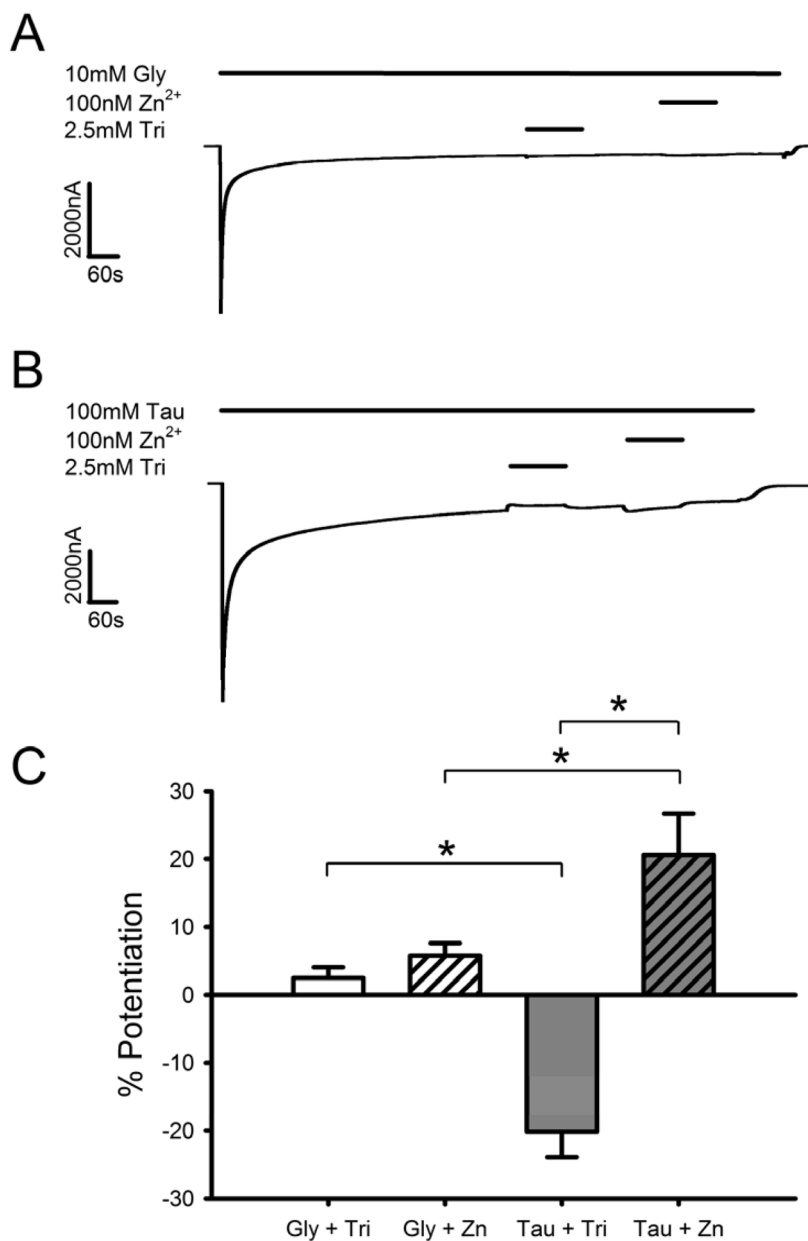 A
10mM Gly
100nM Zn²⁺
2.5mM Tri
2000nA
60s
B
100mM Tau
100nM Zn²⁺
2.5mM Tri
2000nA
60s
*
*
*
C
% Potentiation
30
20
10
0
-10
-20
-30
Gly + Tri Gly + Zn Tau + Tri Tau + Zn